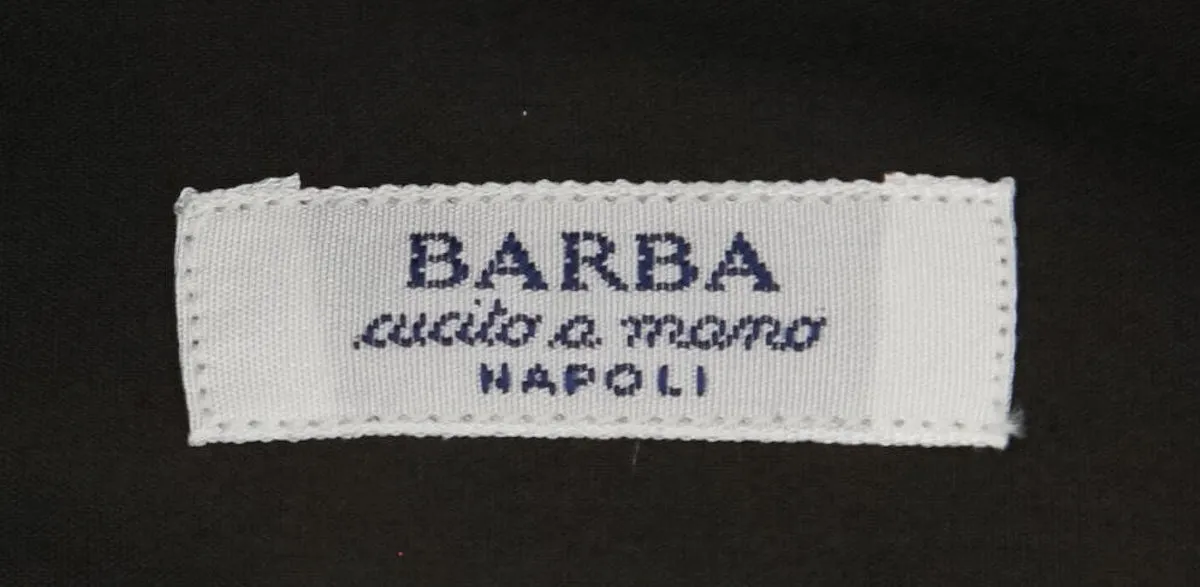 BARBA
cucito a mano
NAPOLI